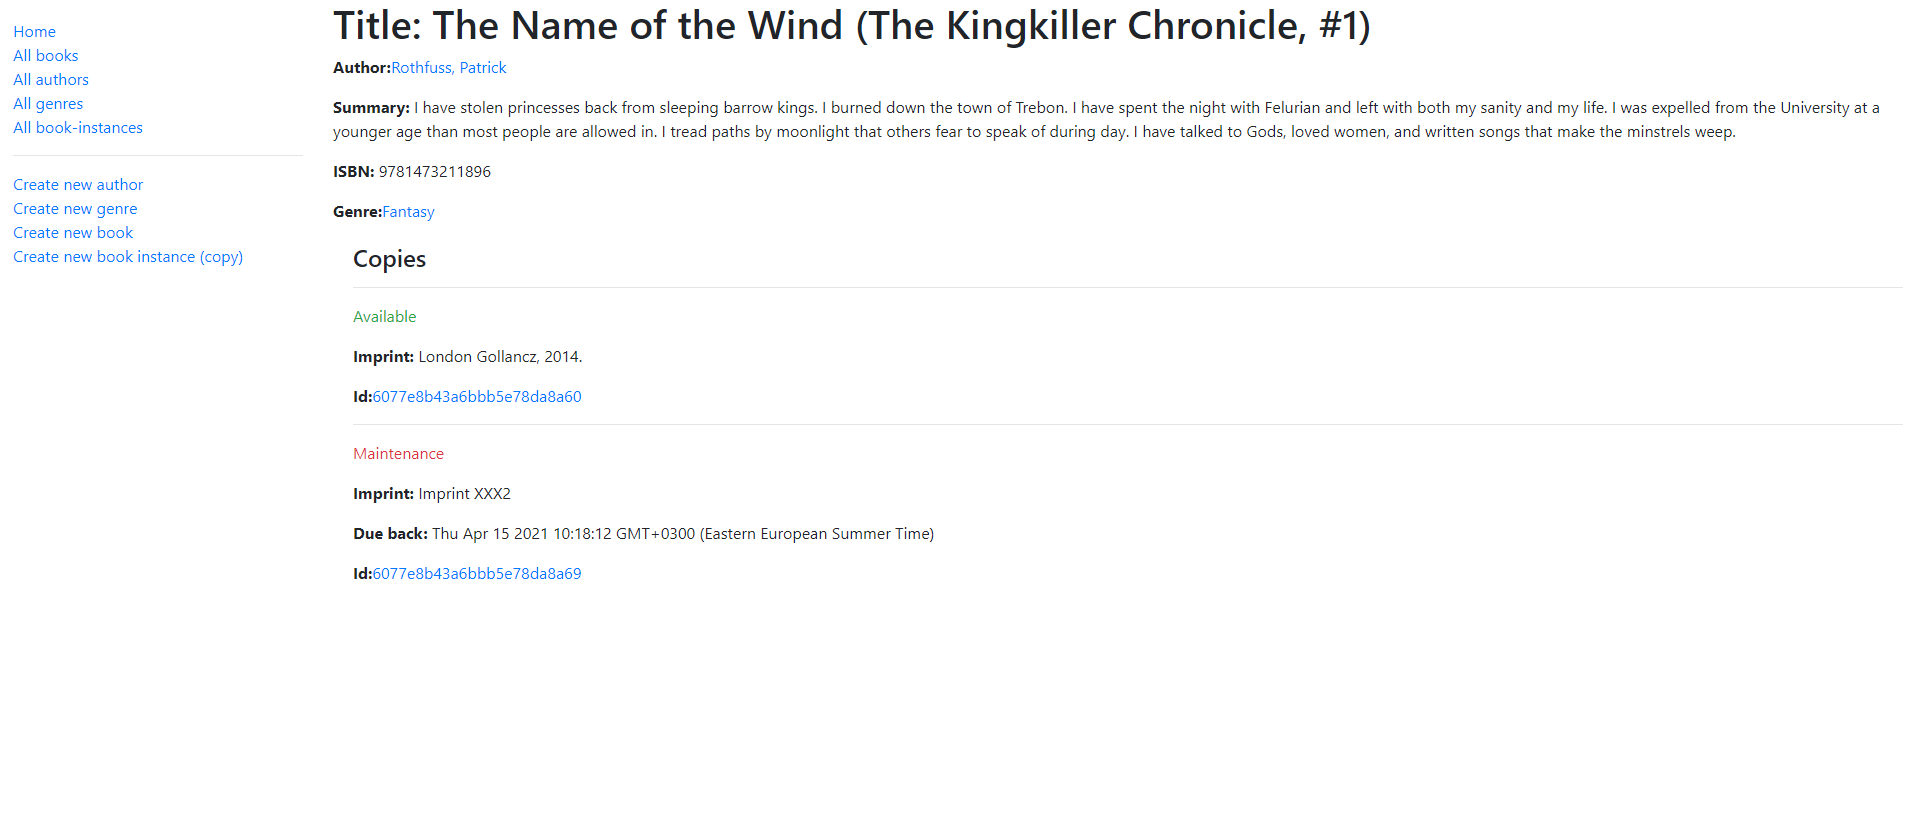 Home
All books
All authors
All genres
All book-instances
Create new author
Create new genre
Create new book
Create new book instance (copy)
Title: The Name of the Wind (The Kingkiller Chronicle, #1)
Author:Rothfuss, Patrick
Summary: I have stolen princesses back from sleeping barrow kings. I burned down the town of Trebon. I have spent the night with Felurian and left with both my sanity and my life. I was expelled from the University at a
younger age than most people are allowed in. I tread paths by moonlight that others fear to speak of during day. I have talked to Gods, loved women, and written songs that make the minstrels weep.
ISBN: 9781473211896
Genre:Fantasy
Copies
Available
Imprint: London Gollancz, 2014.
Id:6077e8b43a6bbb5e78da8a60
Maintenance
Imprint: Imprint XXX2
Due back: Thu Apr 15 2021 10:18:12 GMT+0300 (Eastern European Summer Time)
Id:6077e8b43a6bbb5e78da8a69